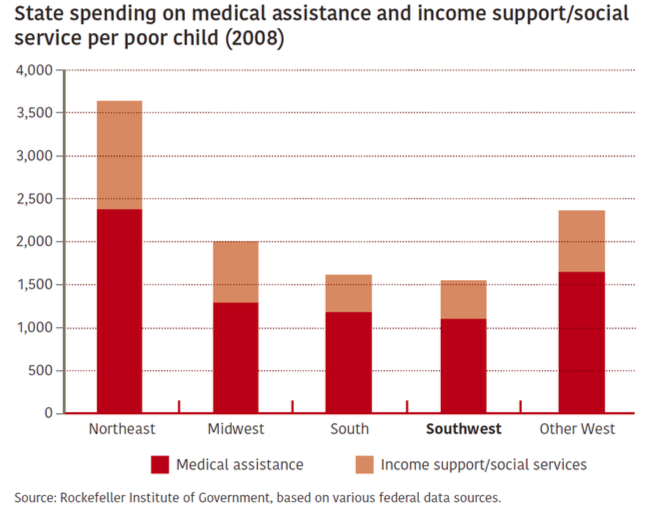 State spending on medical assistance and income support/social
service per poor child (2008)
4,000
3,500
3,000
2,500
2,000
1,500
1,000
500
0
Northeast Midwest South Southwest Other West
Medical assistance Income support/social services
Source: Rockefeller Institute of Government, based on various federal data sources.